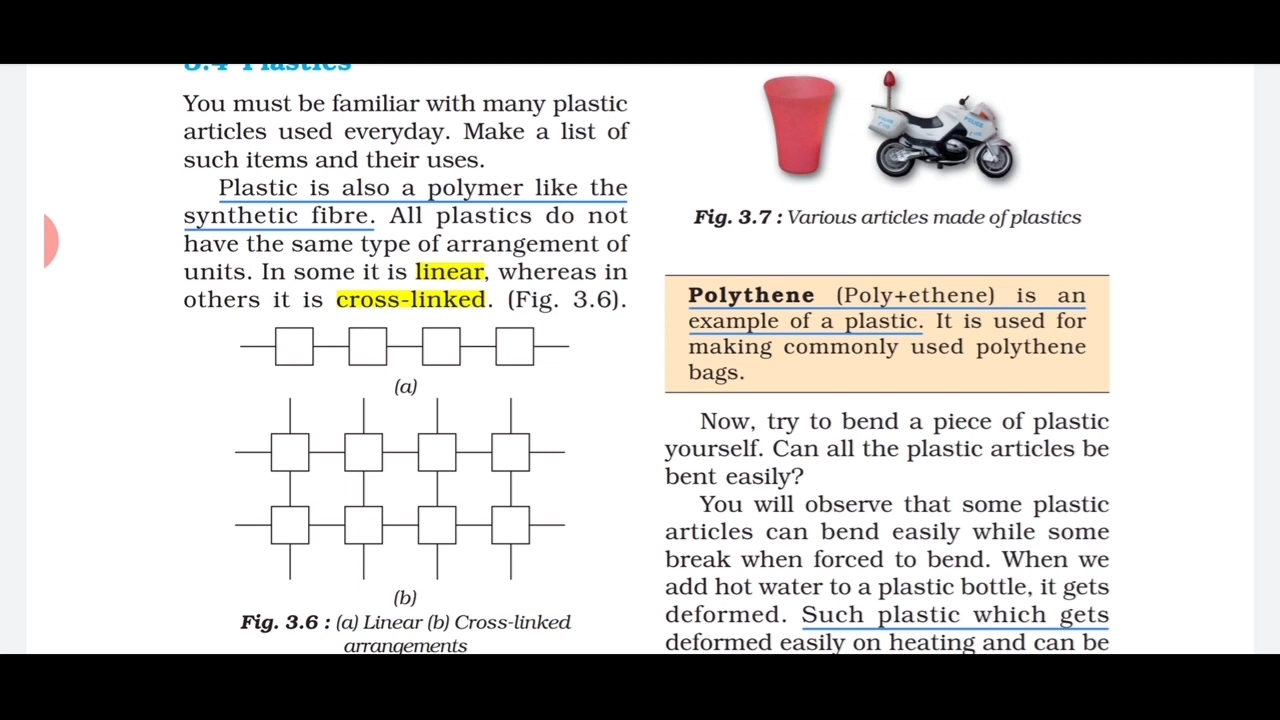 3.4 Plastics
You must be familiar with many plastic
articles used everyday. Make a list of
such items and their uses.
Plastic is also a polymer like the
synthetic fibre. All plastics do not
have the same type of arrangement of
units. In some it is linear, whereas in
others it is cross-linked. (Fig. 3.6).
(a)
(b)
Fig. 3.6 : (a) Linear (b) Cross-linked
arrangements
POLICE
Fig. 3.7 : Various articles made of plastics
Polythene (Poly+ethene) is an
example of a plastic. It is used for
making commonly used polythene
bags.
Now, try to bend a piece of plastic
yourself. Can all the plastic articles be
bent easily?
You will observe that some plastic
articles can bend easily while some
break when forced to bend. When we
add hot water to a plastic bottle, it gets
deformed. Such plastic which gets
deformed easily on heating and can be